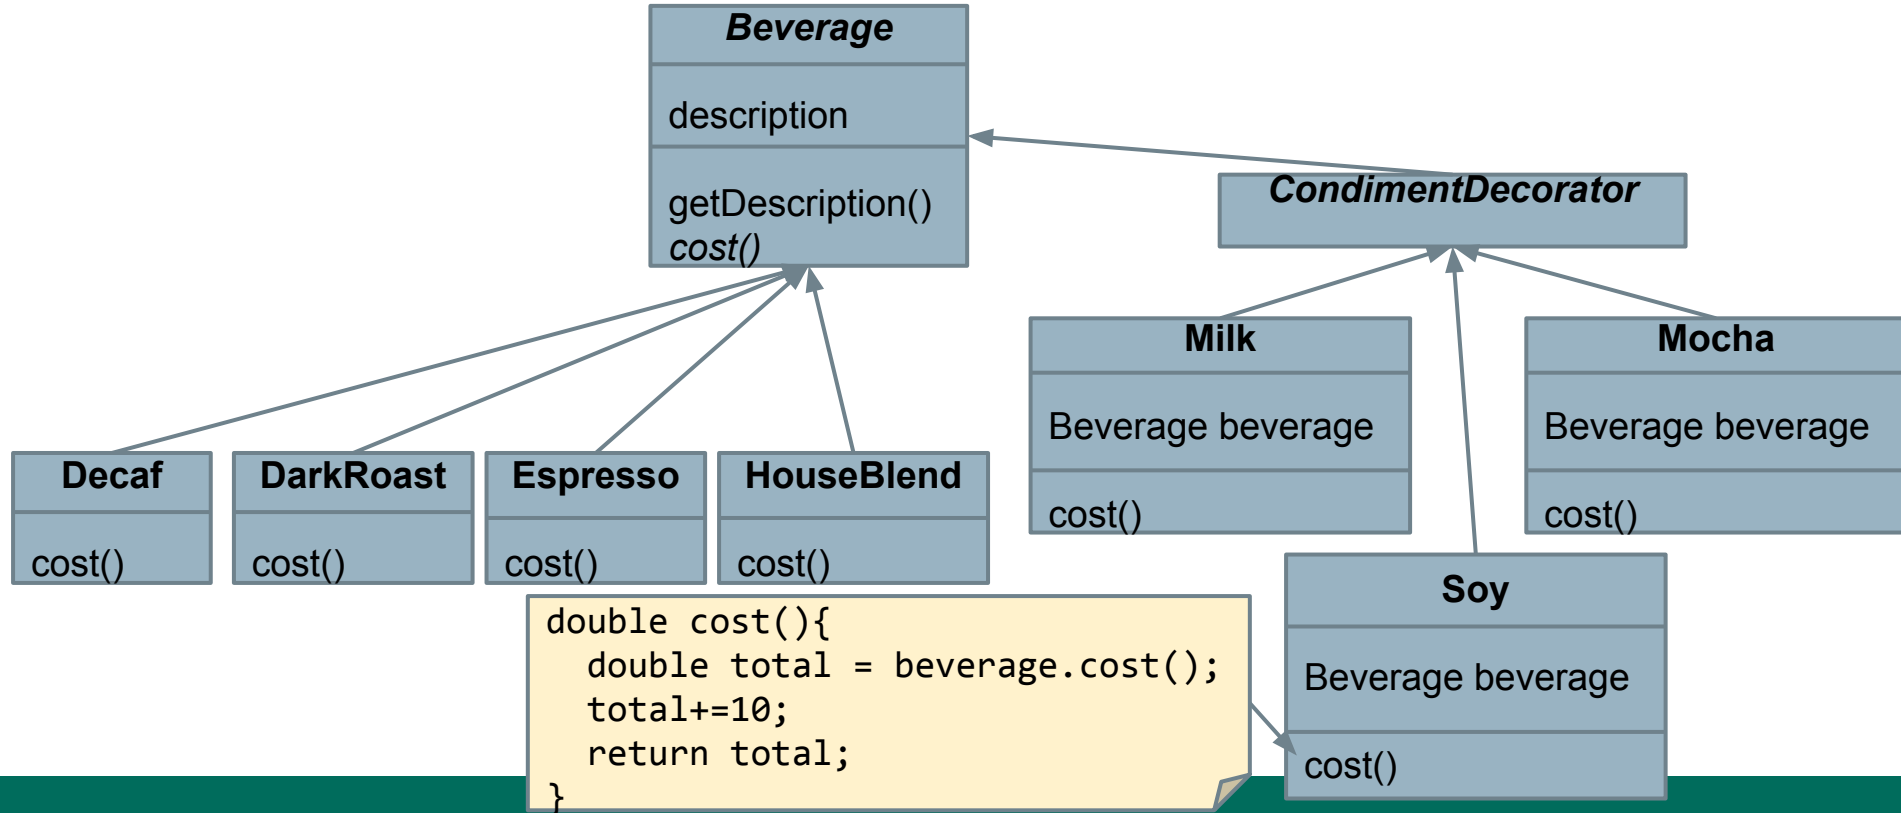 Beverage
description
getDescription()
cost()
CondimentDecorator
Milk
Beverage beverage
cost()
Mocha
Beverage beverage
cost()
Decaf
cost()
DarkRoast
cost()
Espresso
cost()
HouseBlend
cost()
Soy
Beverage beverage
cost()
double cost(){
  double total = beverage.cost();
  total+=10;
  return total;
}